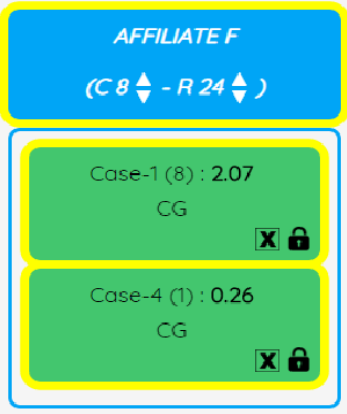 AFFILIATE F
(C 8 - R 24 )
Case-1 (8) : 2.07
CG
X
Case-4 (1) : 0.26
CG
X